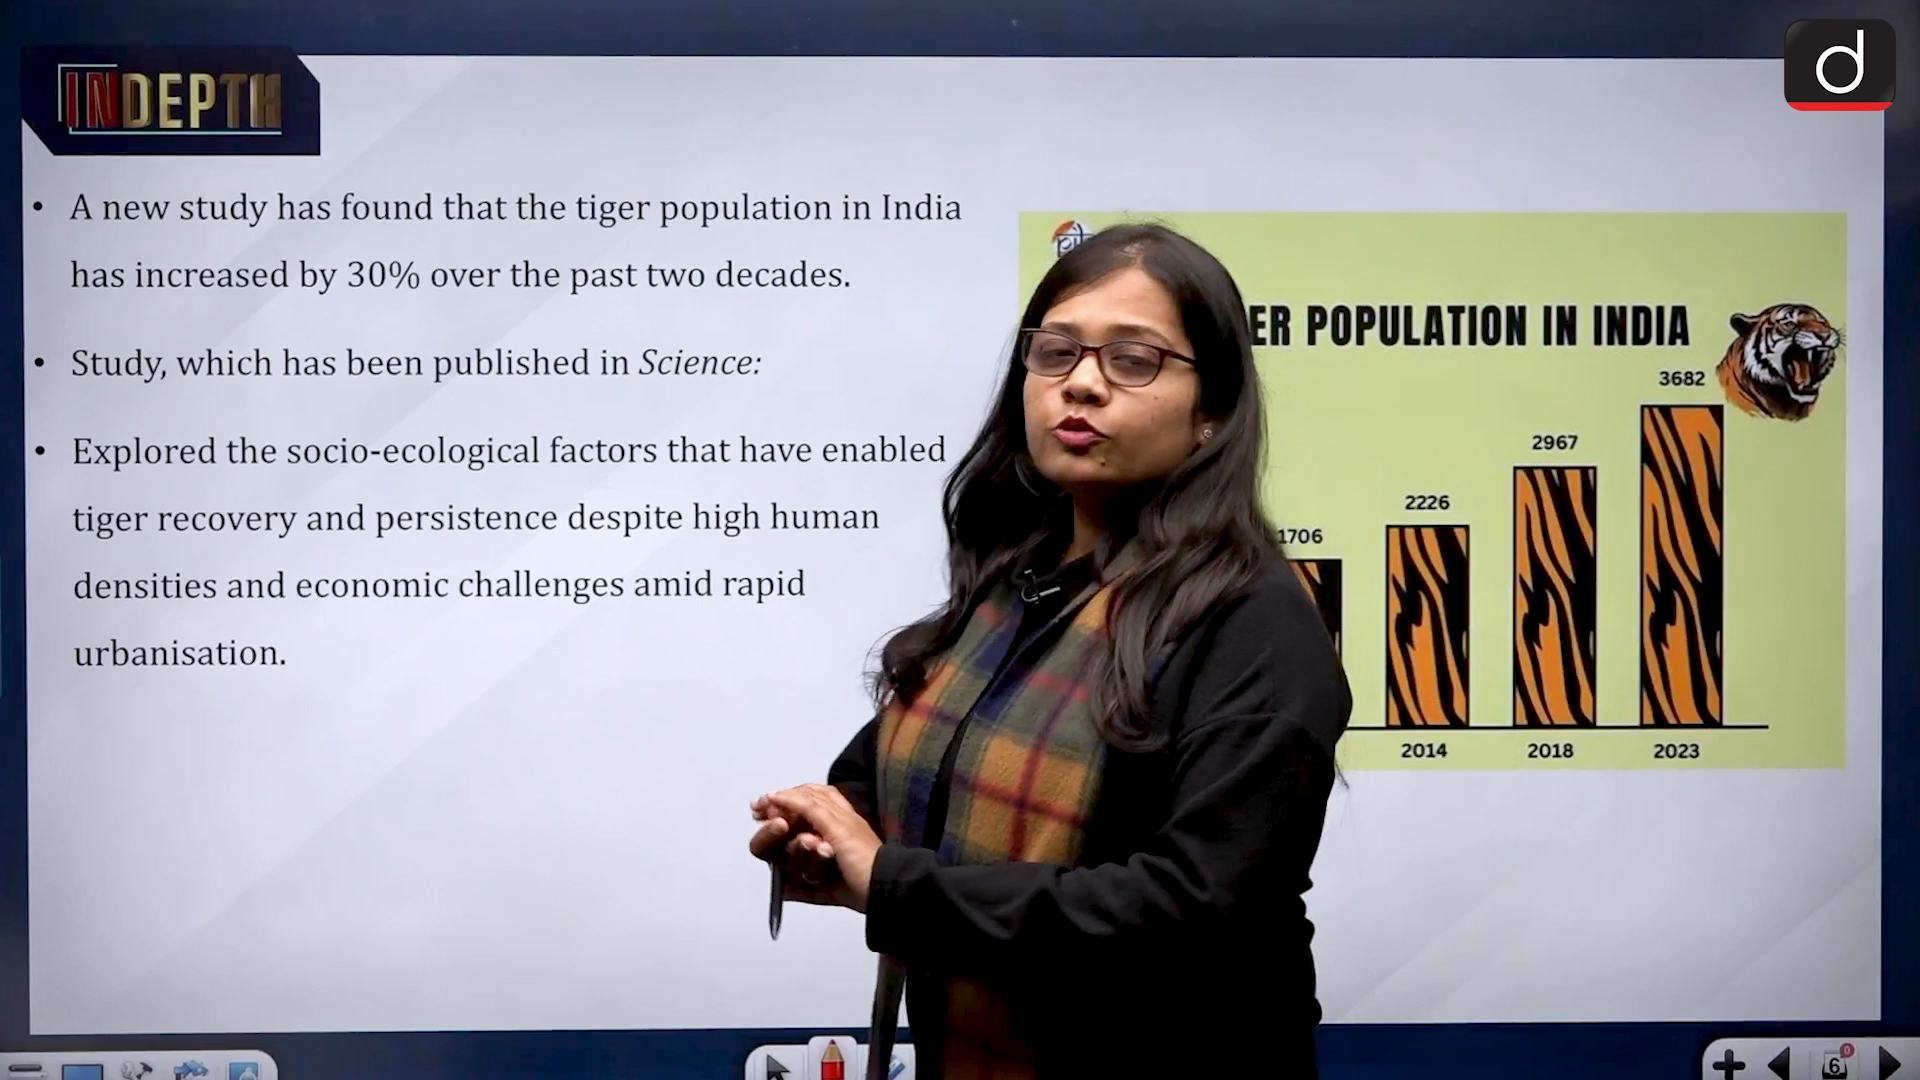 INDEPTH
d
• A new study has found that the tiger population in India
has increased by 30% over the past two decades.
• Study, which has been published in Science:
• Explored the socio-ecological factors that have enabled
tiger recovery and persistence despite high human
densities and economic challenges amid rapid
urbanisation.
POPULATION IN INDIA
3682
2967
2226
1706
2014 2018 2023
6
0